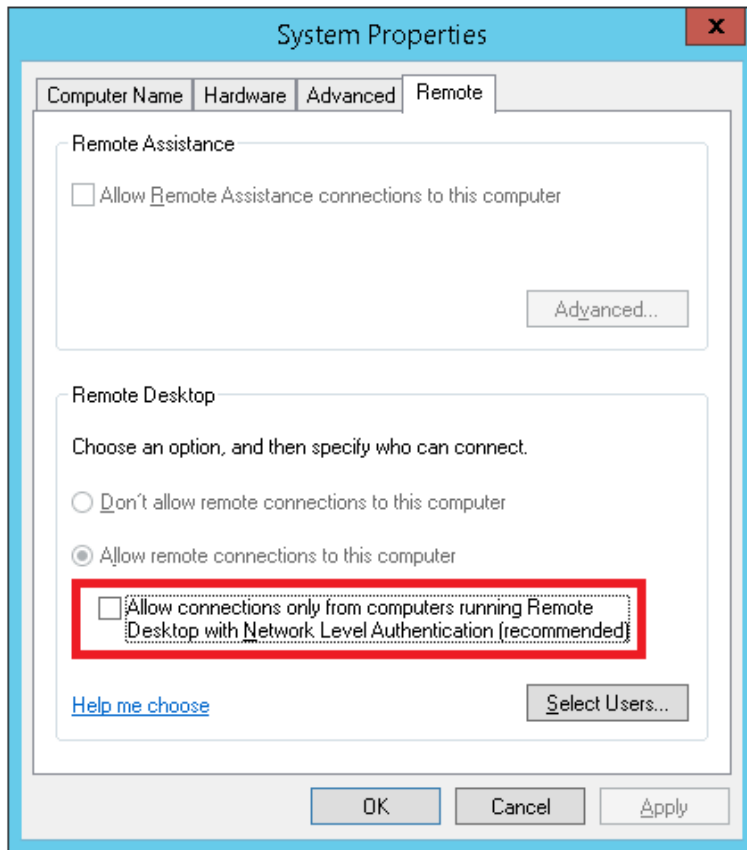 System Properties
x
Computer Name
Hardware
Advanced
Remote
Remote Assistance
Allow Remote Assistance connections to this computer
Advanced...
Remote Desktop
Choose an option, and then specify who can connect.
Don't allow remote connections to this computer
Allow remote connections to this computer
Allow connections only from computers running Remote
Desktop with Network Level Authentication (recommended)
Help me choose
Select Users...
OK
Cancel
Apply